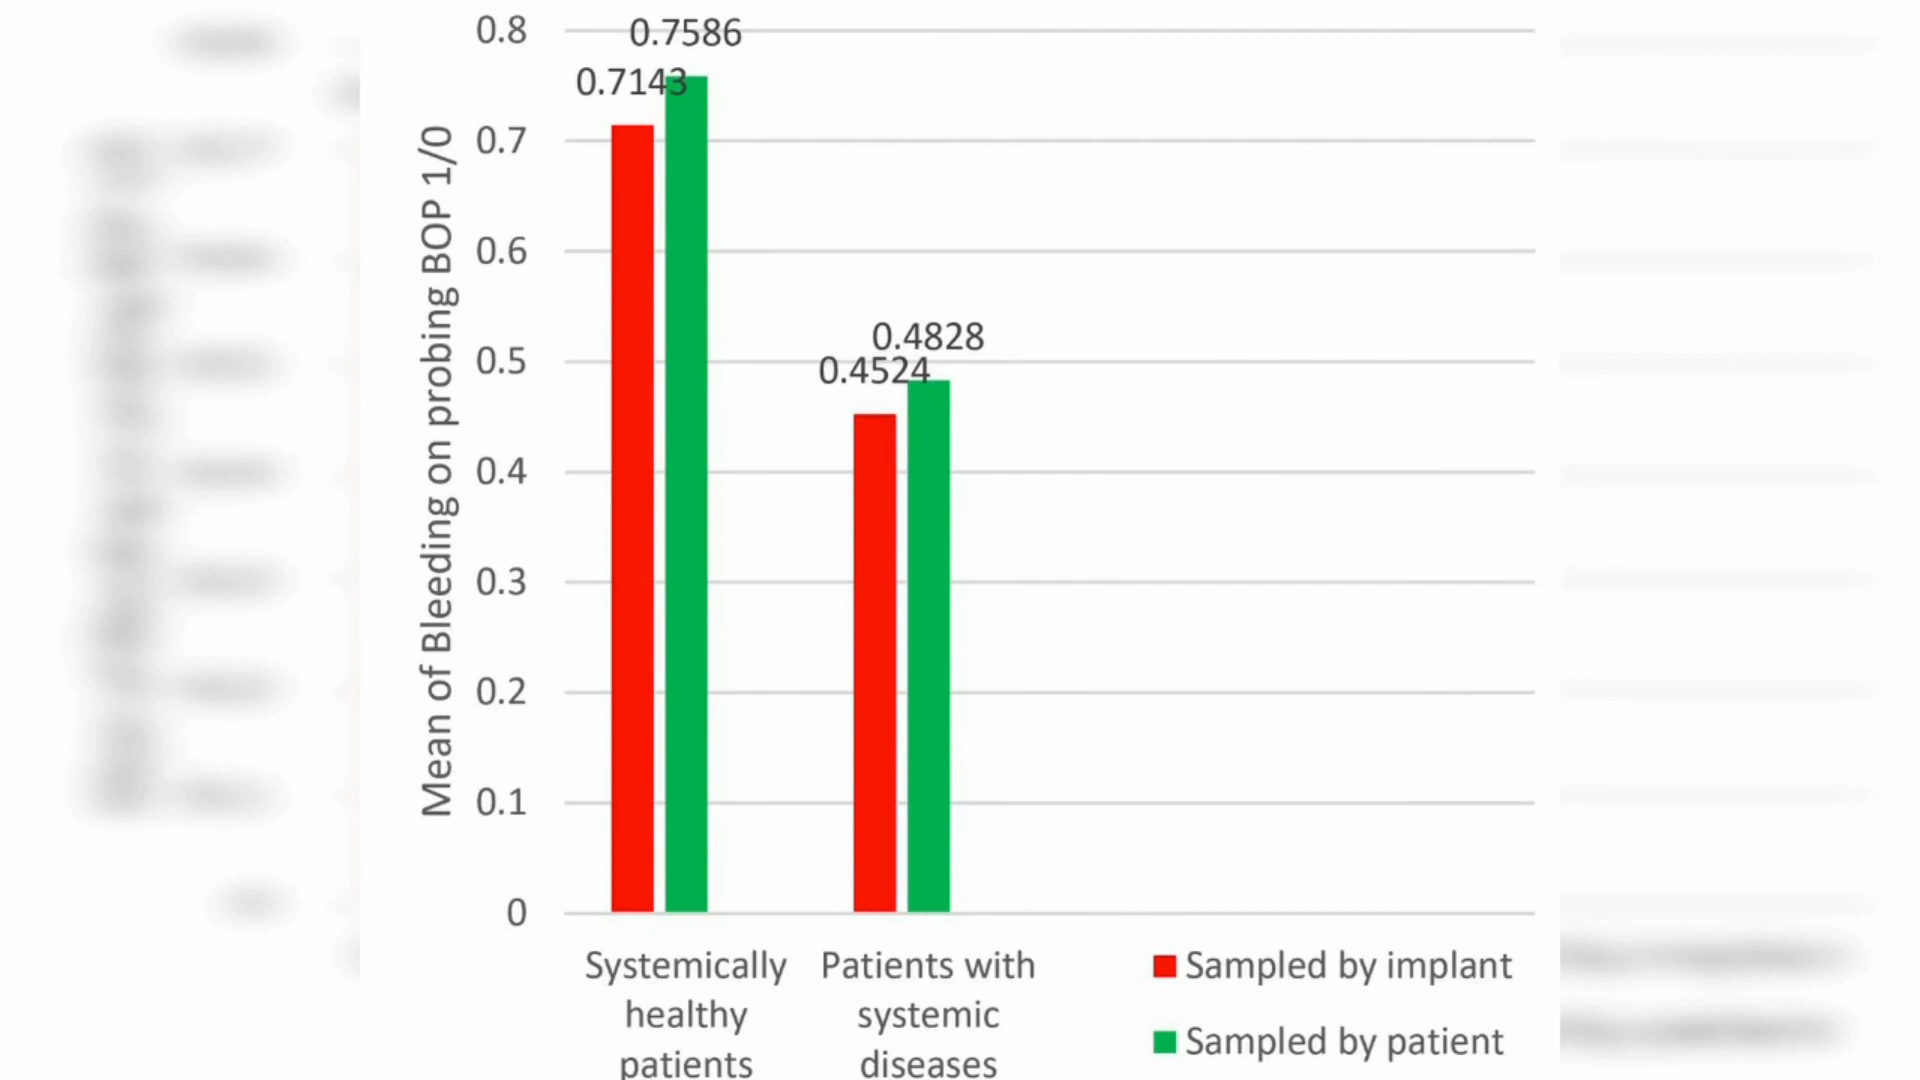 0.8
0.7586
0.7143
0.7
0.6
0.5
0.4828
0.4524
0.4
0.3
0.2
0.1
0
Mean of Bleeding on probing BOP 1/0
Systemically
healthy
patients
Patients with
systemic
diseases
Sampled by implant
Sampled by patient